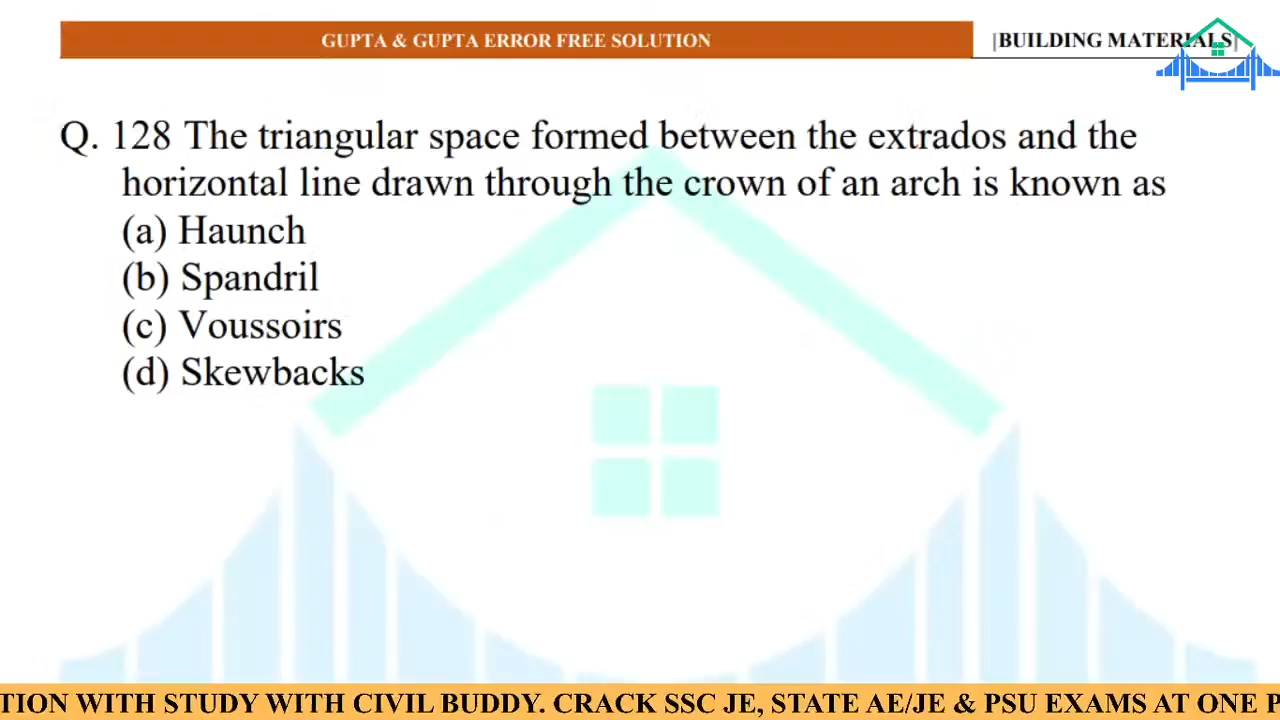 GUPTA & GUPTA ERROR FREE SOLUTION
|BUILDING MATERIALS|
Q. 128 The triangular space formed between the extrados and the
horizontal line drawn through the crown of an arch is known as
(a) Haunch
(b) Spandril
(c) Voussoirs
(d) Skewbacks
TION WITH STUDY WITH CIVIL BUDDY. CRACK SSC JE, STATE AE/JE & PSU EXAMS AT ONE P